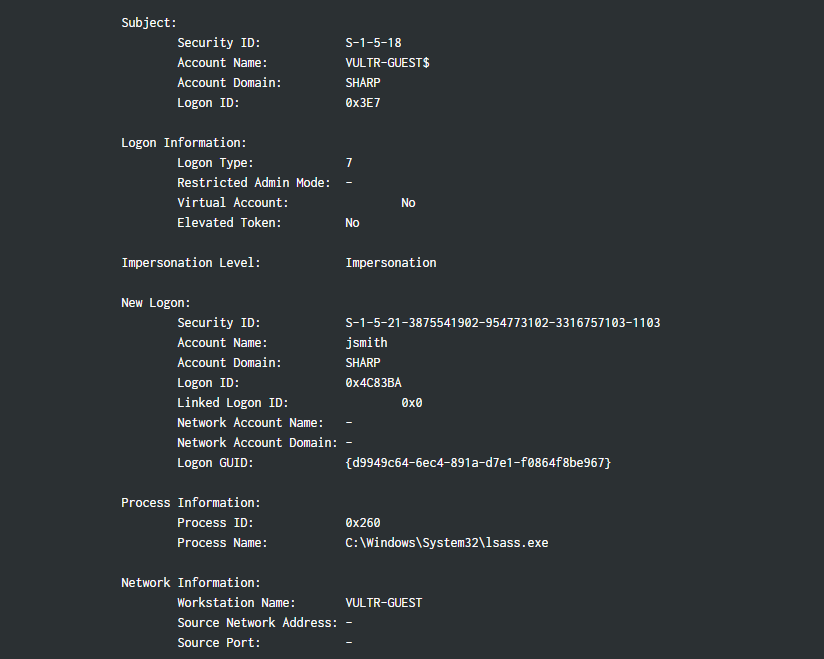 Subject:
Security ID: S-1-5-18
Account Name: VULTR-GUEST$
Account Domain: SHARP
Logon ID: 0x3E7
Logon Information:
Logon Type: 7
Restricted Admin Mode: -
Virtual Account: No
Elevated Token: No
Impersonation Level: Impersonation
New Logon:
Security ID: S-1-5-21-3875541902-954773102-3316757103-1103
Account Name: jsmith
Account Domain: SHARP
Logon ID: 0x4C83BA
Linked Logon ID: 0x0
Network Account Name: -
Network Account Domain: -
Logon GUID: {d9949c64-6ec4-891a-d7e1-f0864f8be967}
Process Information:
Process ID: 0x260
Process Name: C:\Windows\System32\lsass.exe
Network Information:
Workstation Name: VULTR-GUEST
Source Network Address: -
Source Port: -